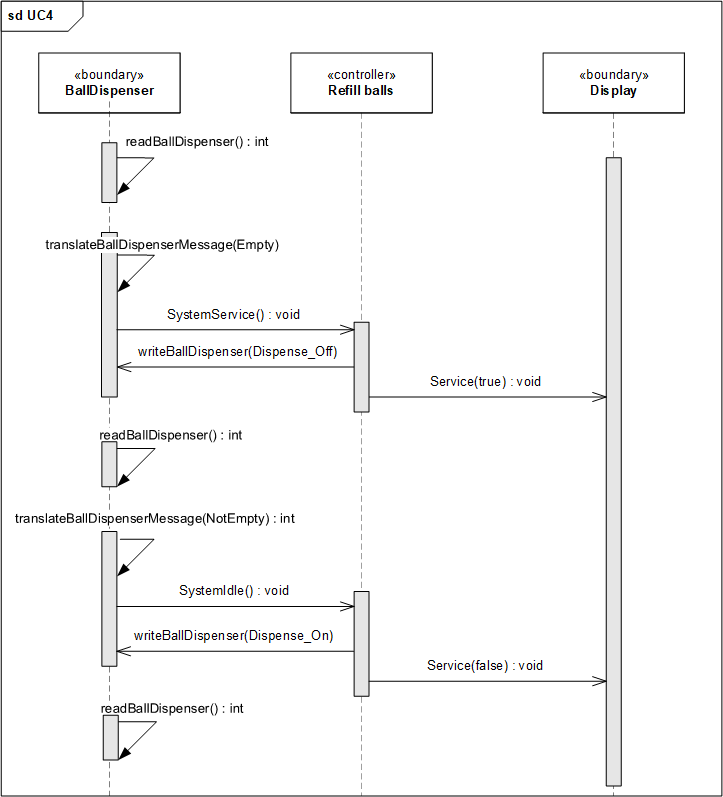 sd UC4
«boundary»
BallDispenser
«controller»
Refill balls
«boundary»
Display
readBallDispenser() : int
translateBallDispenserMessage(Empty)
SystemService() : void
writeBallDispenser(Dispense_Off)
Service(true) : void
readBallDispenser() : int
translateBallDispenserMessage(NotEmpty) : int
SystemIdle() : void
writeBallDispenser(Dispense_On)
Service(false) : void
readBallDispenser() : int